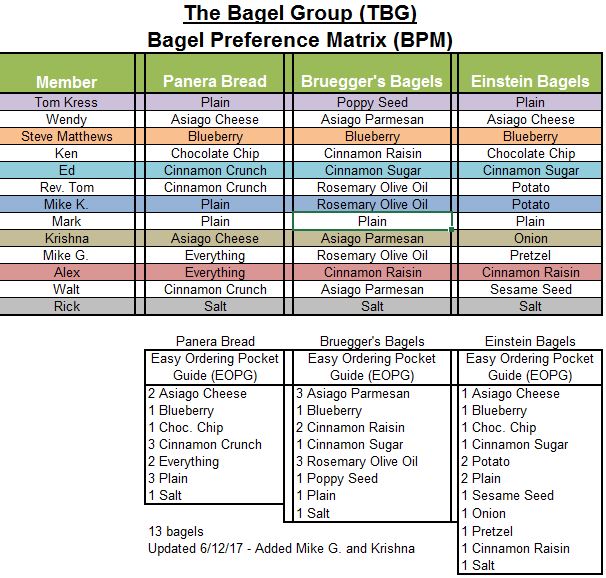 The Bagel Group (TBG)
Bagel Preference Matrix (BPM)
Member Panera Bread Bruegger's Bagels Einstein Bagels
Tom Kress Plain Poppy Seed Plain
Wendy Asiago Cheese Asiago Parmesan Asiago Cheese
Steve Matthews Blueberry Blueberry Blueberry
Ken Chocolate Chip Cinnamon Raisin Chocolate Chip
Ed Cinnamon Crunch Cinnamon Sugar Cinnamon Sugar
Rev. Tom Cinnamon Crunch Rosemary Olive Oil Potato
Mike K. Plain Rosemary Olive Oil Potato
Mark Plain Plain Plain
Krishna Asiago Cheese Asiago Parmesan Onion
Mike G. Everything Rosemary Olive Oil Pretzel
Alex Everything Cinnamon Raisin Cinnamon Raisin
Walt Cinnamon Crunch Asiago Parmesan Sesame Seed
Rick Salt Salt Salt
Panera Bread Bruegger's Bagels Einstein Bagels
Easy Ordering Pocket Easy Ordering Pocket Easy Ordering Pocket
Guide (EOPG) Guide (EOPG) Guide (EOPG)
2 Asiago Cheese 3 Asiago Parmesan 1 Asiago Cheese
1 Blueberry 1 Blueberry 1 Blueberry
1 Choc. Chip 2 Cinnamon Raisin 1 Choc. Chip
3 Cinnamon Crunch 1 Cinnamon Sugar 1 Cinnamon Sugar
2 Everything 3 Rosemary Olive Oil 2 Potato
3 Plain 1 Poppy Seed 2 Plain
1 Salt 1 Plain 1 Sesame Seed
1 Salt 1 Onion
13 bagels 1 Pretzel
Updated 6/12/17 - Added Mike G. and Krishna 1 Cinnamon Raisin
1 Salt